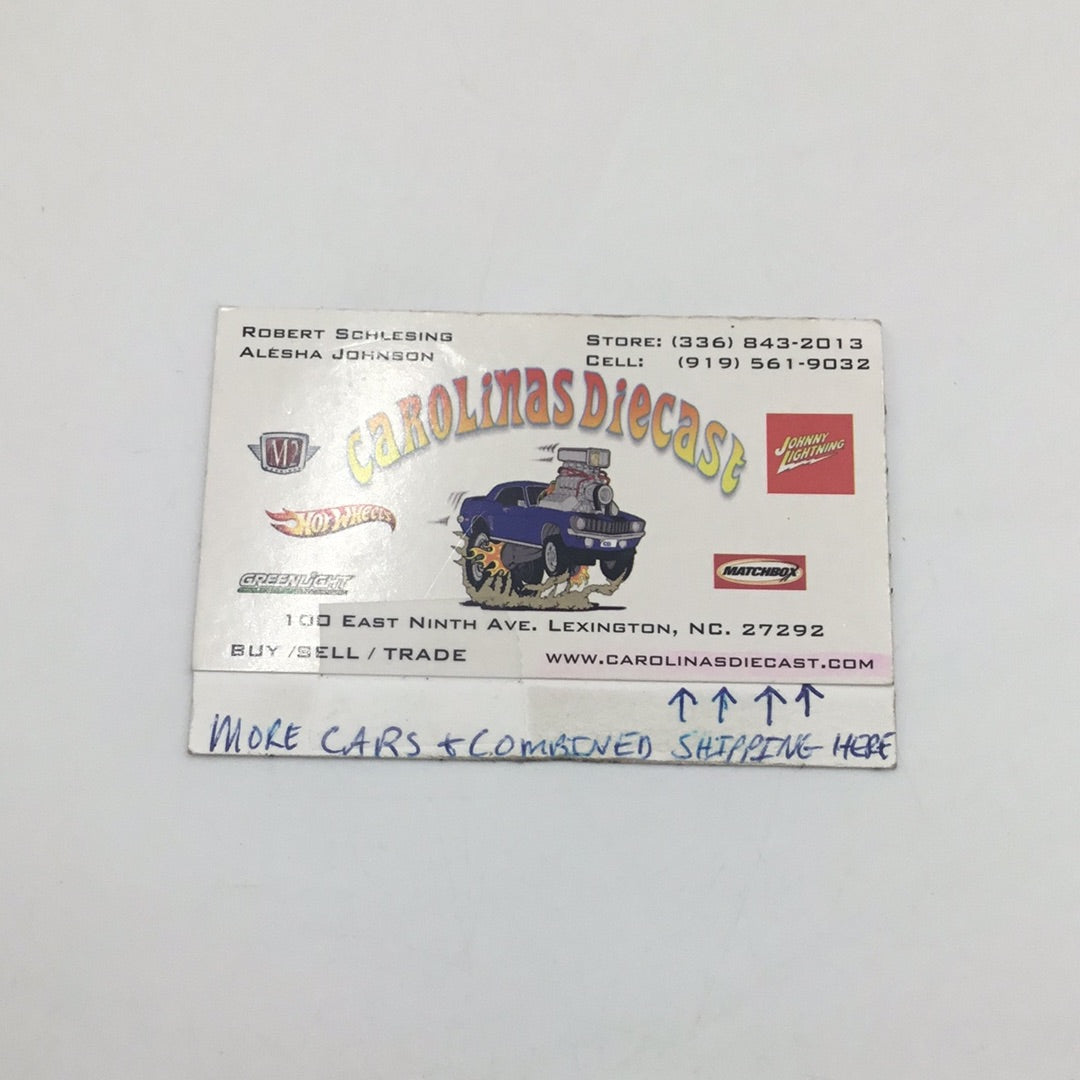 ROBERT SCHLESING
ALESHA JOHNSON
STORE: (336) 843-2013
CELL: (919) 561-9032
CAROLINAS DIECAST
M2
JOHNNY
LIGHTNING
HOT WHEELS
GREENLIGHT
MATCHBOX
100 EAST NINTH AVE. LEXINGTON, NC. 27292
BUY / SELL / TRADE
WWW.CAROLINASDIECAST.COM
↑ ↑ ↑ ↑
MORE CARS + COMBINED SHIPPING HERE